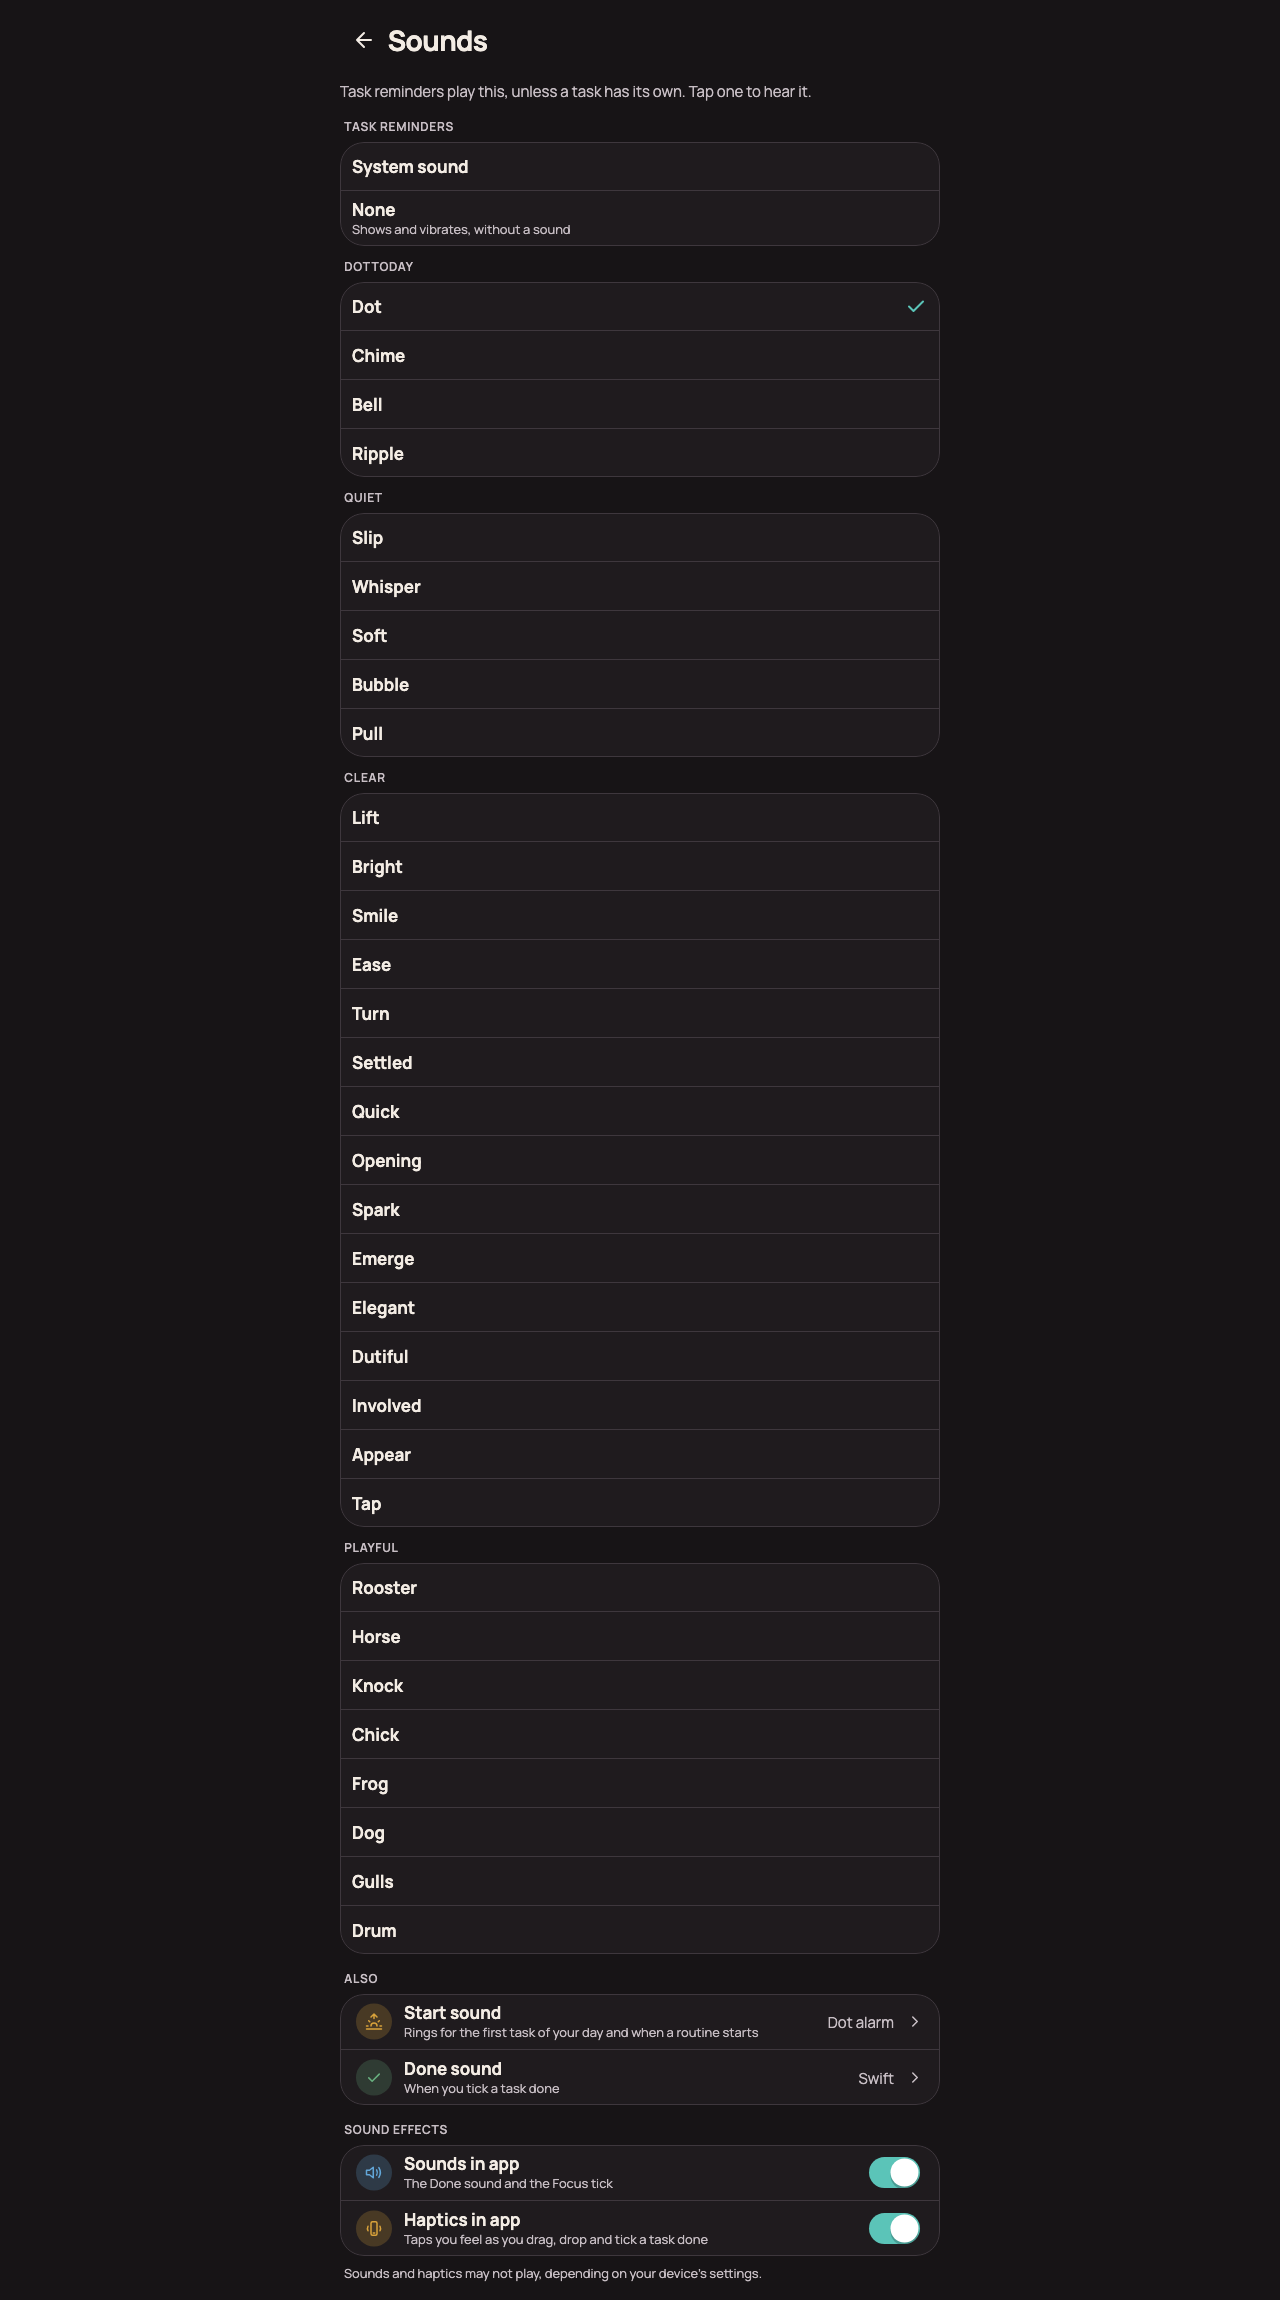 Sounds
Task reminders play this, unless a task has its own. Tap one to hear it.
TASK REMINDERS
System sound
None
Shows and vibrates, without a sound
DOTTODAY
Dot
Chime
Bell
Ripple
QUIET
Slip
Whisper
Soft
Bubble
Pull
CLEAR
Lift
Bright
Smile
Ease
Turn
Settled
Quick
Opening
Spark
Emerge
Elegant
Dutiful
Involved
Appear
Tap
PLAYFUL
Rooster
Horse
Knock
Chick
Frog
Dog
Gulls
Drum
ALSO
Start sound
Rings for the first task of your day and when a routine starts
Dot alarm
Done sound
When you tick a task done
Swift
SOUND EFFECTS
Sounds in app
The Done sound and the Focus tick
Haptics in app
Taps you feel as you drag, drop and tick a task done
Sounds and haptics may not play, depending on your device's settings.